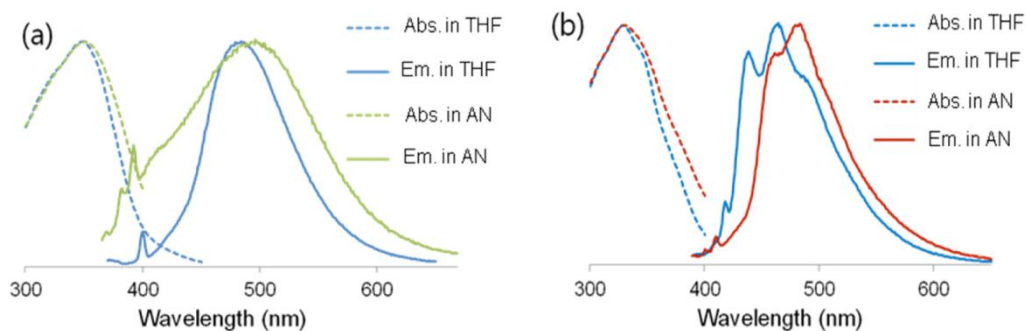 (a)
Abs. in THF
Em. in THF
Abs. in AN
Em. in AN
300 400 500 600
Wavelength (nm)
(b)
Abs. in THF
Em. in THF
Abs. in AN
Em. in AN
300 400 500 600
Wavelength (nm)